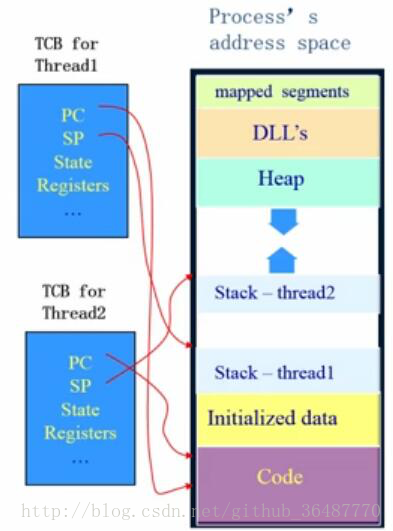 Process's
address space
TCB for
Thread1
PC
SP
State
Registers
...
TCB for
Thread2
PC
SP
State
Registers
...
mapped segments
DLL's
Heap
Stack – thread2
Stack – thread1
Initialized data
Code
http://blog.csdn.net/github_36487770